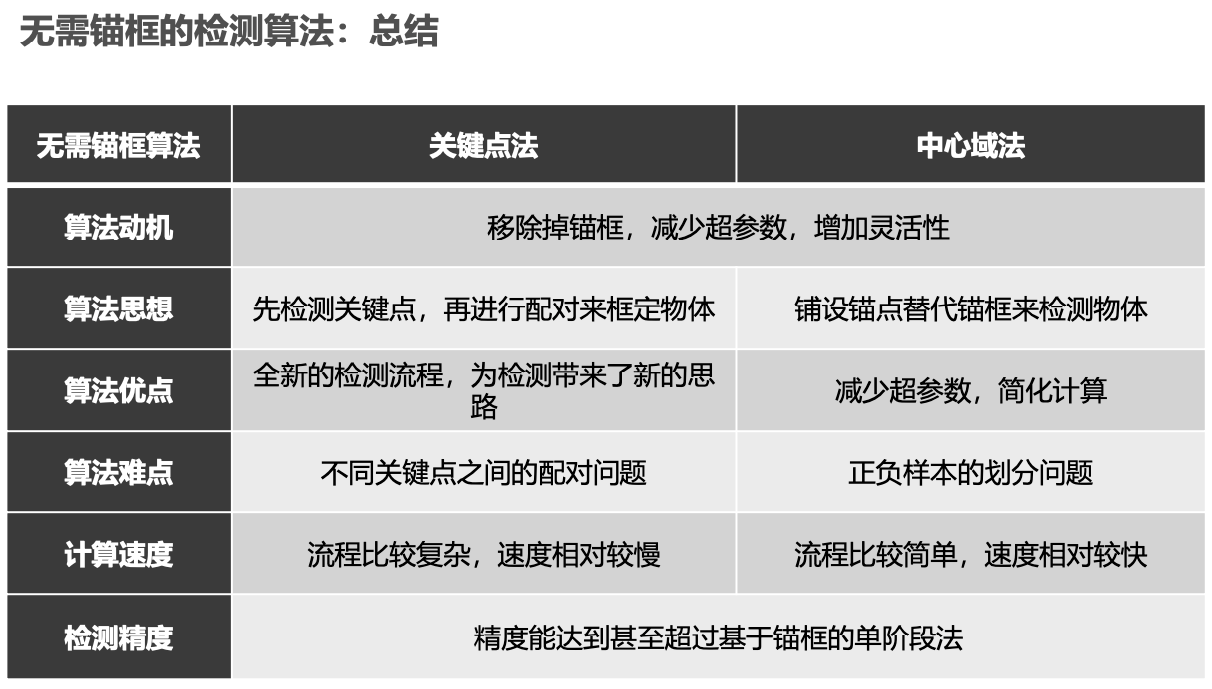 无需锚框的检测算法：总结
无需锚框算法 关键点法 中心域法
算法动机 移除掉锚框，减少超参数，增加灵活性
算法思想 先检测关键点，再进行配对来框定物体 铺设锚点替代锚框来检测物体
算法优点 全新的检测流程，为检测带来了新的思
路 减少超参数，简化计算
算法难点 不同关键点之间的配对问题 正负样本的划分问题
计算速度 流程比较复杂，速度相对较慢 流程比较简单，速度相对较快
检测精度 精度能达到甚至超过基于锚框的单阶段法